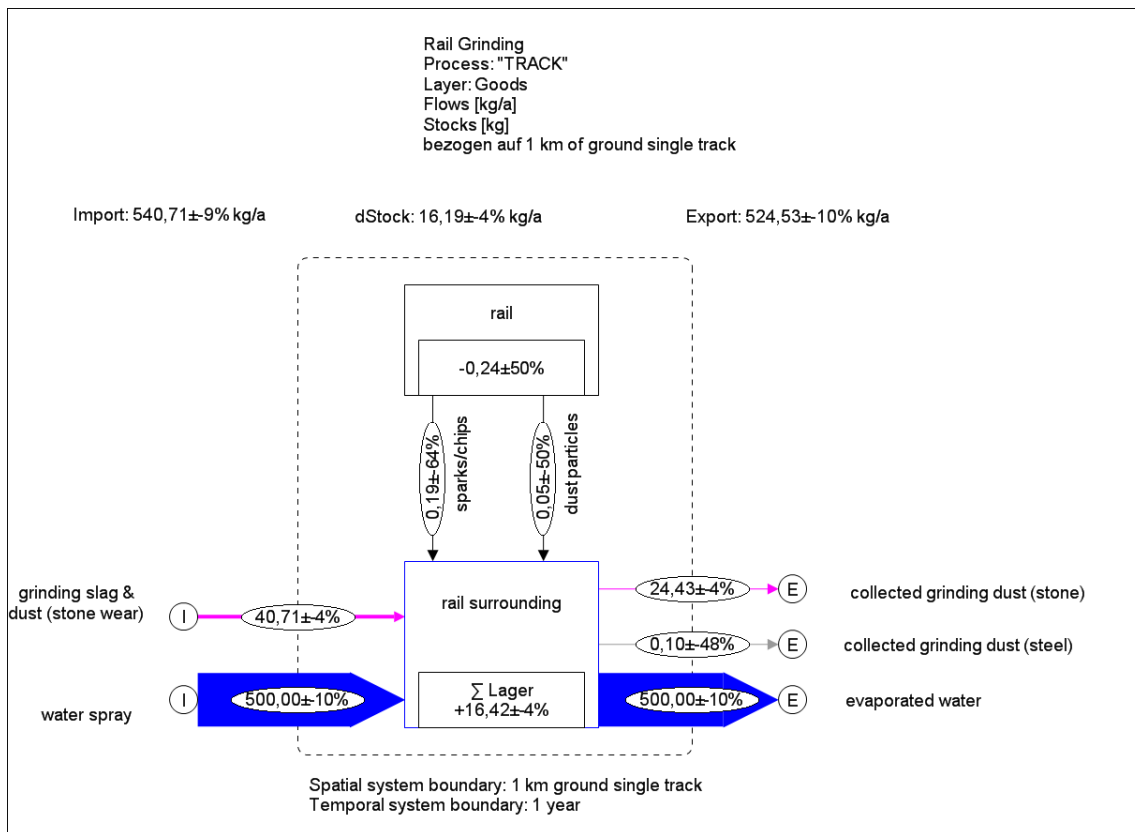 Rail Grinding
Process: "TRACK"
Layer: Goods
Flows [kg/a]
Stocks [kg]
bezogen auf 1 km of ground single track
Import: 540,71±-9% kg/a
dStock: 16,19±-4% kg/a
Export: 524,53±-10% kg/a
rail
-0,24±50%
0,19±-64%
sparks/chips
0,05±-50%
dust particles
grinding slag &
dust (stone wear)
I
40,71±-4%
rail surrounding
24,43±-4%
E
collected grinding dust (stone)
0,10±-48%
E
collected grinding dust (steel)
water spray
I
500,00±-10%
∑ Lager
+16,42±-4%
500,00±-10%
E
evaporated water
Spatial system boundary: 1 km ground single track
Temporal system boundary: 1 year